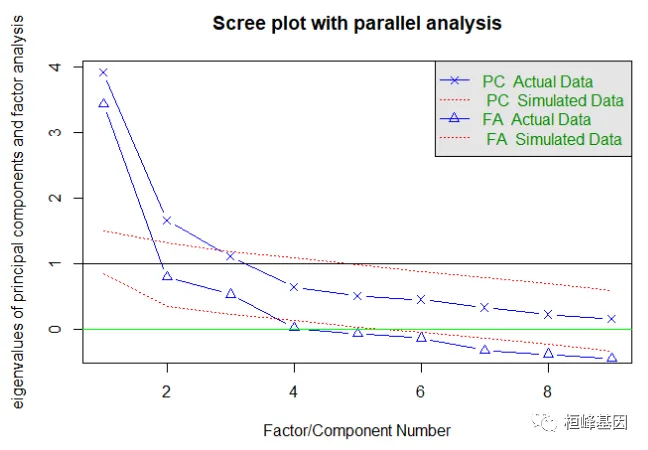 Scree plot with parallel analysis
eigenvalues of principal components and factor analysis
4
3
2
1
0
PC Actual Data
PC Simulated Data
FA Actual Data
FA Simulated Data
2 4 6 8
Factor/Component Number
桓峰基因